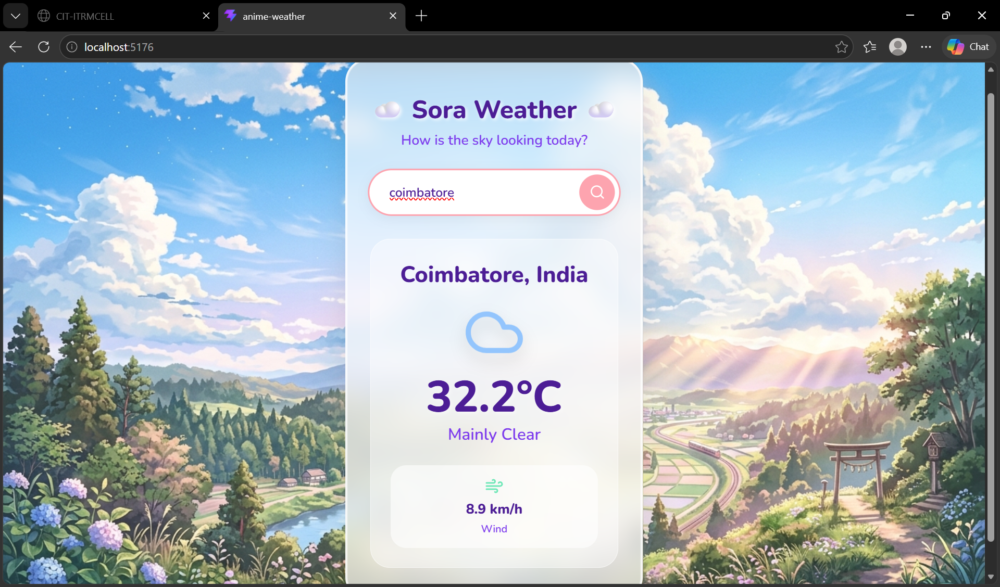 CIT-ITRMCELL
anime-weather
localhost:5176
Chat
Sora Weather
How is the sky looking today?
coimbatore
Coimbatore, India
32.2°C
Mainly Clear
8.9 km/h
Wind